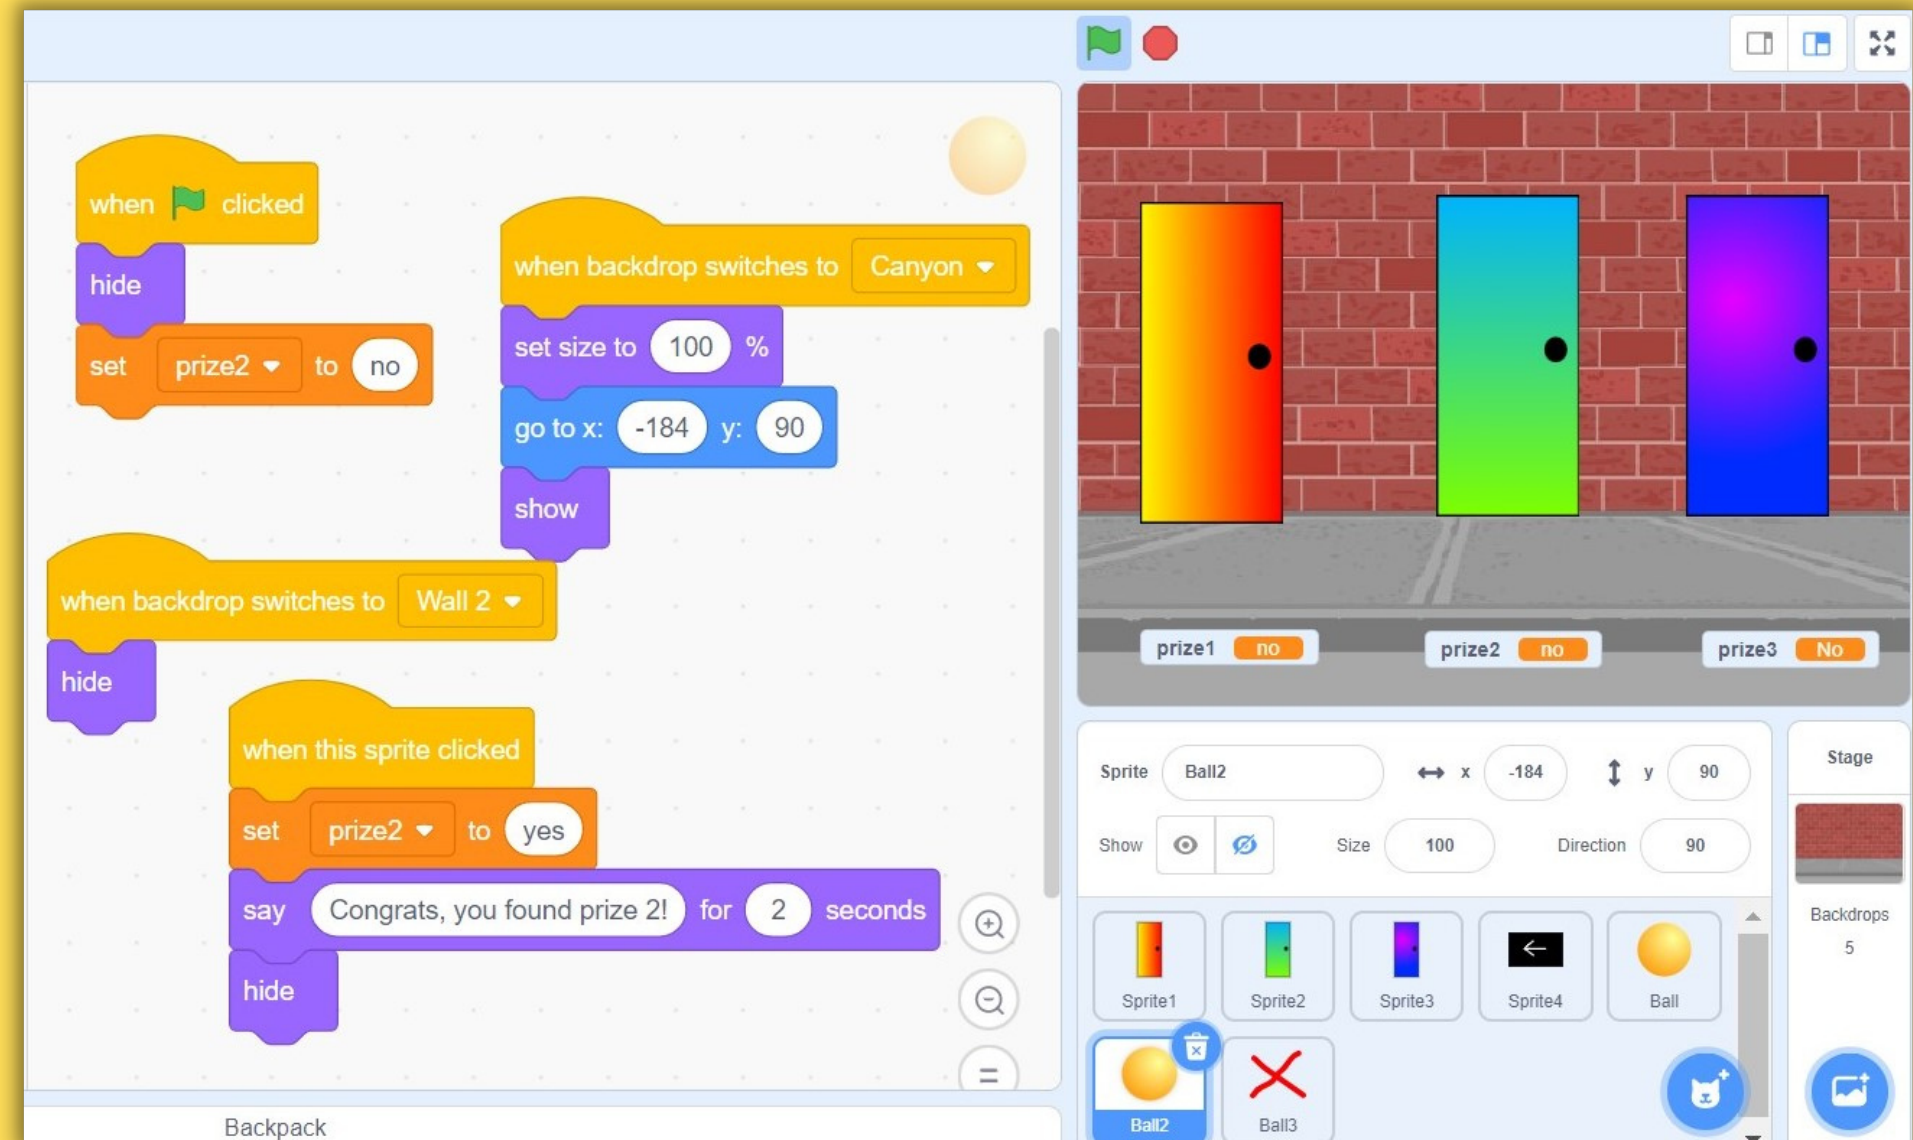 when clicked
hide
set prize2 to no
when backdrop switches to Canyon
set size to 100 %
go to x: -184 y: 90
show
when backdrop switches to Wall 2
hide
when this sprite clicked
set prize2 to yes
say Congrats, you found prize 2! for 2 seconds
hide
Backpack
prize1 no
prize2 no
prize3 No
Sprite Ball2 x -184 y 90
Show Size 100 Direction 90
Sprite1 Sprite2 Sprite3 Sprite4 Ball
Ball2 Ball3
Stage
Backdrops
5